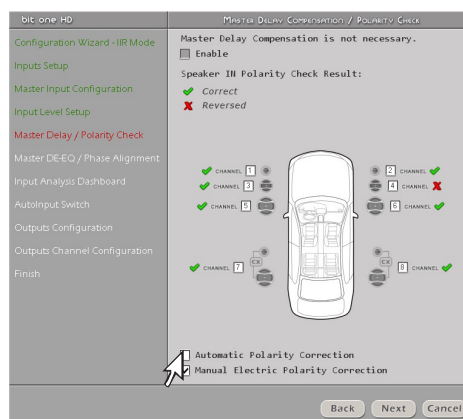 bit one HD
Master Delay Compensation / Polarity Check
Configuration Wizard - IIR Mode
Inputs Setup
Master Input Configuration
Input Level Setup
Master Delay / Polarity Check
Master DE-EQ / Phase Alignment
Input Analysis Dashboard
AutoInput Switch
Outputs Configuration
Outputs Channel Configuration
Finish
Master Delay Compensation is not necessary.
Enable
Speaker IN Polarity Check Result:
Correct
Reversed
CHANNEL 1
2 CHANNEL
CHANNEL 3
4 CHANNEL
CHANNEL 5
6 CHANNEL
CHANNEL 7
CX
CX
8 CHANNEL
Automatic Polarity Correction
Manual Electric Polarity Correction
Back Next Cancel